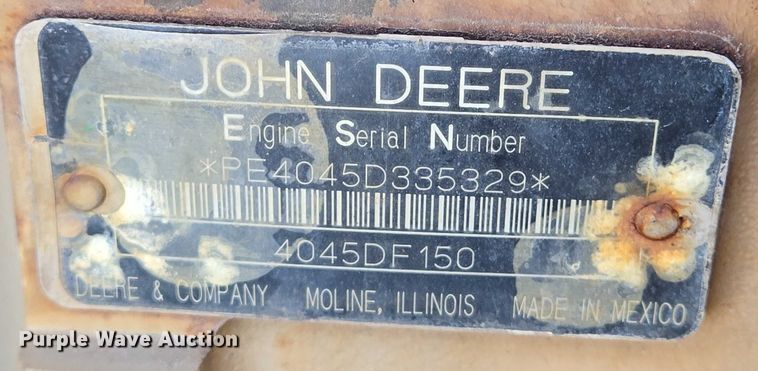 JOHN DEERE
Engine Serial Number
*PE4045D335329*
4045DF150
DEERE & COMPANY MOLINE, ILLINOIS MADE IN MEXICO
Purple Wave Auction